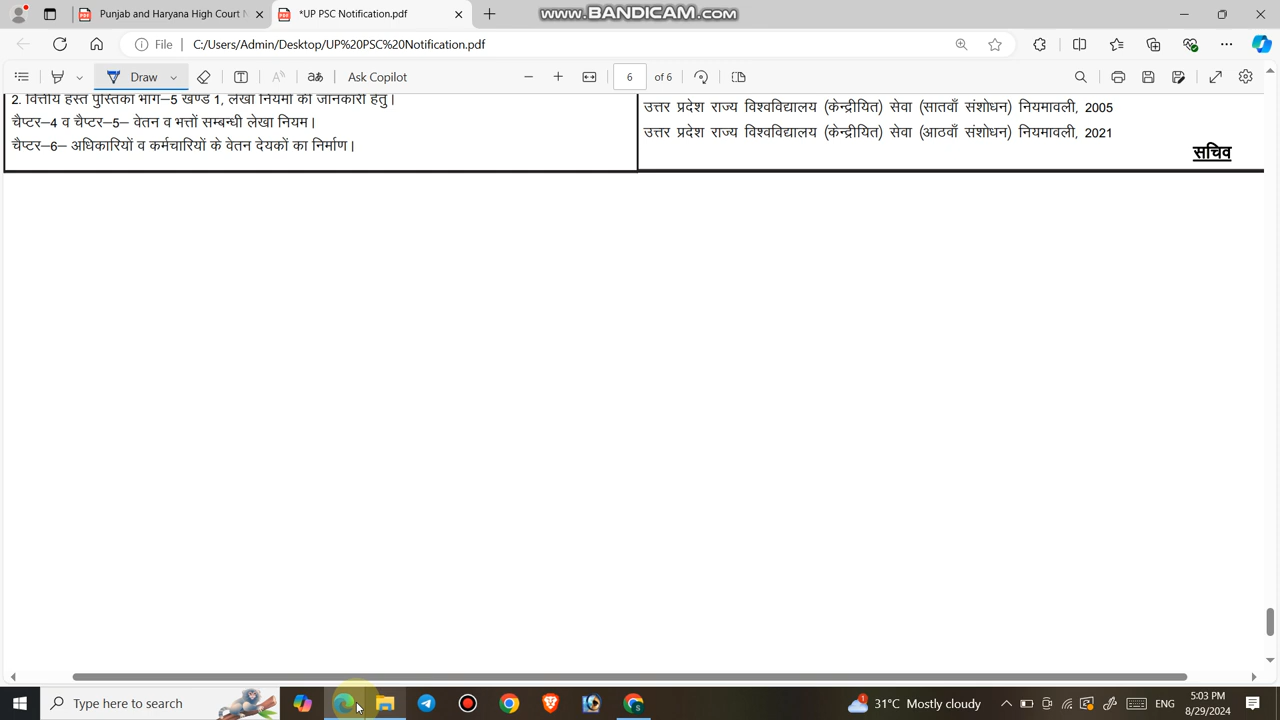 Punjab and Haryana High Court N
*UP PSC Notification.pdf
WWW.BANDICAM.COM
File
C:/Users/Admin/Desktop/UP%20PSC%20Notification.pdf
Draw
Ask Copilot
6
of 6
2. वित्तीय हस्त पुस्तिका भाग–5 खण्ड 1, लेखा नियमों की जानकारी हेतु।
चैप्टर–4 व चैप्टर–5– वेतन व भत्तों सम्बन्धी लेखा नियम।
चैप्टर–6– अधिकारियों व कर्मचारियों के वेतन देयकों का निर्माण।
उत्तर प्रदेश राज्य विश्वविद्यालय (केन्द्रीयित) सेवा (सातवाँ संशोधन) नियमावली, 2005
उत्तर प्रदेश राज्य विश्वविद्यालय (केन्द्रीयित) सेवा (आठवाँ संशोधन) नियमावली, 2021
सचिव
Type here to search
31°C Mostly cloudy
ENG
5:03 PM
8/29/2024